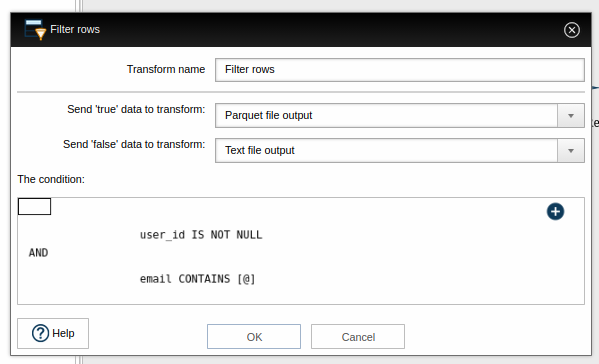 Filter rows
Transform name Filter rows
Send 'true' data to transform: Parquet file output
Send 'false' data to transform: Text file output
The condition:
user_id IS NOT NULL
AND
email CONTAINS [@]
Help OK Cancel